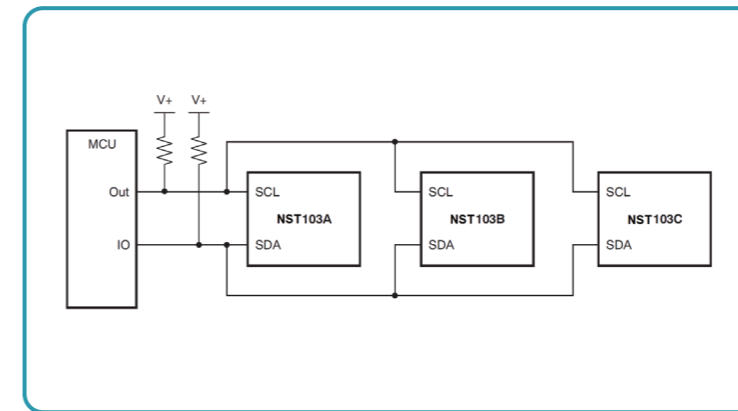 V+ V+
MCU
Out SCL SCL SCL
NST103A NST103B NST103C
IO SDA SDA SDA